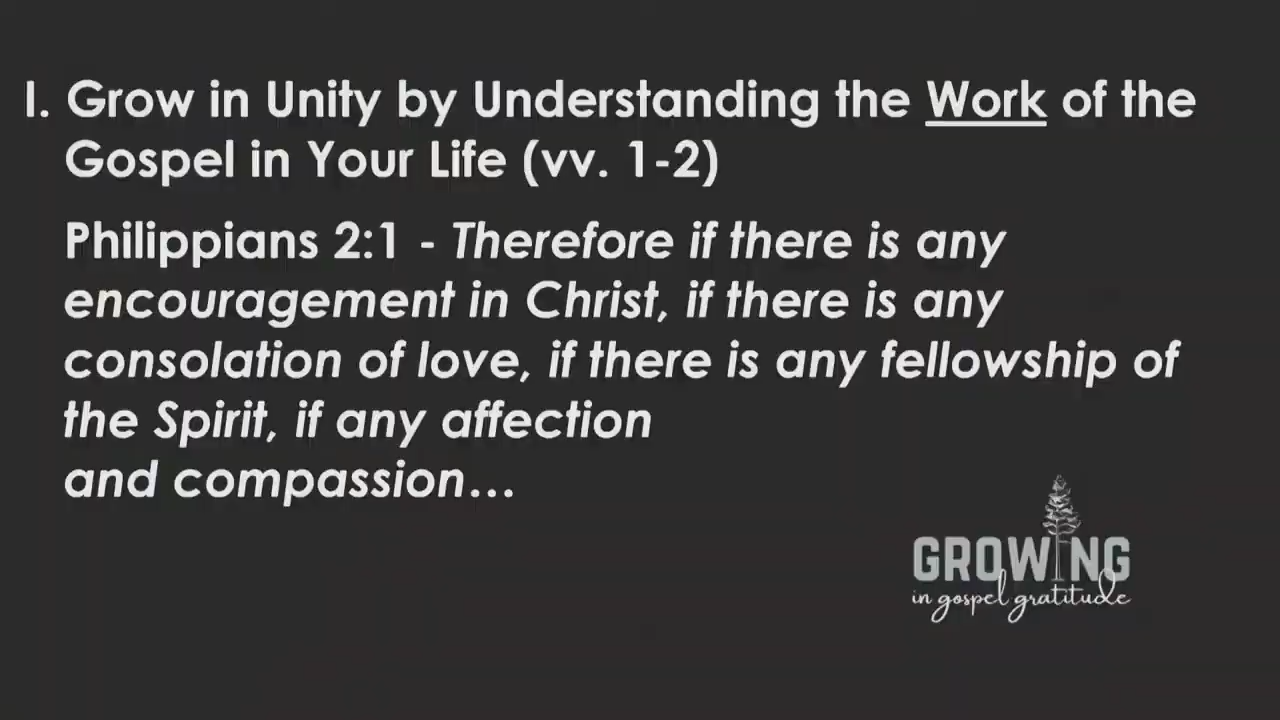 I. Grow in Unity by Understanding the Work of the
Gospel in Your Life (vv. 1-2)
Philippians 2:1 - Therefore if there is any
encouragement in Christ, if there is any
consolation of love, if there is any fellowship of
the Spirit, if any affection
and compassion…
GROWING
in gospel gratitude